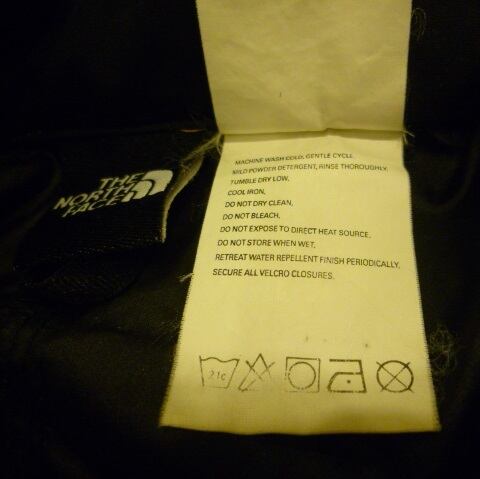 THE
NORTH
FACE
MACHINE WASH COLD, GENTLE CYCLE.
MILD POWDER DETERGENT, RINSE THOROUGHLY.
TUMBLE DRY LOW.
COOL IRON.
DO NOT DRY CLEAN.
DO NOT BLEACH.
DO NOT EXPOSE TO DIRECT HEAT SOURCE.
DO NOT STORE WHEN WET.
RETREAT WATER REPELLENT FINISH PERIODICALLY.
SECURE ALL VELCRO CLOSURES.
21c